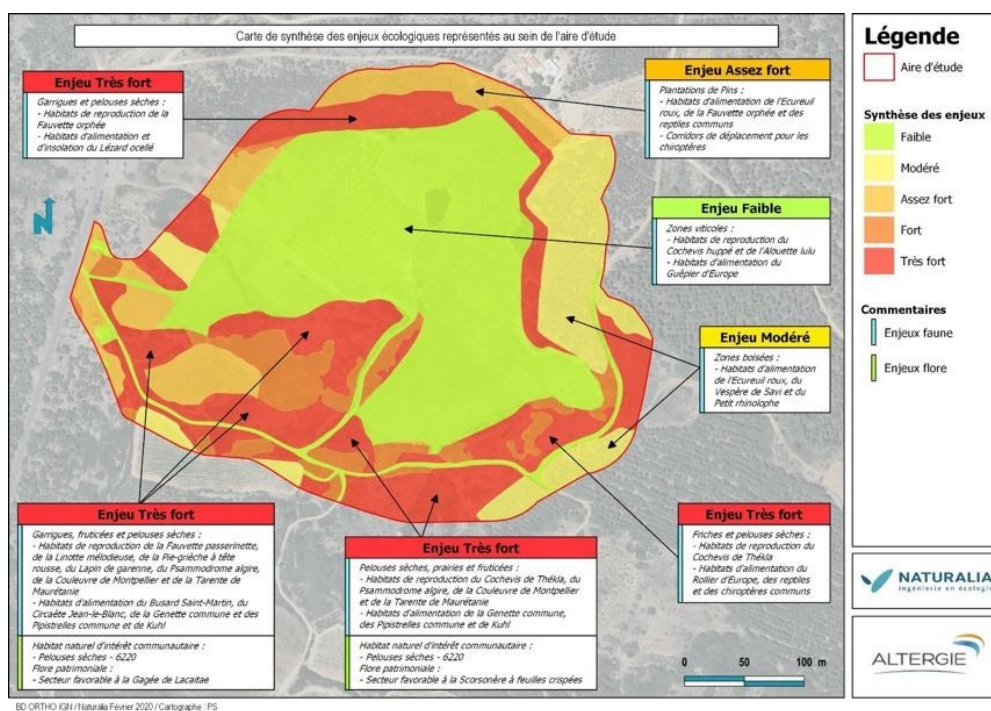 Carte de synthèse des enjeux écologiques représentés au sein de l'aire d'étude
Enjeu Très fort
Garrigues et pelouses sèches :
- Habitats de reproduction de la
Fauvette orphée
- Habitats d'alimentation et
d'insolation du Lézard ocellé
Enjeu Assez fort
Plantations de Pins :
- Habitats d'alimentation de l'Ecureuil
roux, de la Fauvette orphée et des
reptiles communs
- Corridors de déplacement pour les
chiroptères
N
Enjeu Faible
Zones viticoles :
- Habitats de reproduction du
Cochevis huppé et de l'Alouette lulu
- Habitats d'alimentation du
Guêpier d'Europe
Enjeu Modéré
Zones boisées :
- Habitats d'alimentation
de l'Ecureuil roux, du
Vespère de Savi et du
Petit rhinolophe
Enjeu Très fort
Garrigues, fruticées et pelouses sèches :
- Habitats de reproduction de la Fauvette passerinette,
de la Linotte mélodieuse, de la Pie-grièche à tête
rousse, du Lapin de garenne, du Psammodrome algire,
de la Couleuvre de Montpellier et de la Tarente de
Maurétanie
- Habitats d'alimentation du Busard Saint-Martin, du
Circaète Jean-le-Blanc, de la Genette commune et des
Pipistrelles commune et de Kuhl
Habitat naturel d'intérêt communautaire :
- Pelouses sèches - 6220
Flore patrimoniale :
- Secteur favorable à la Gagée de Lacaitae
Enjeu Très fort
Pelouses sèches, prairies et fruticées :
- Habitats de reproduction du Cochevis de Thékla, du
Psammodrome algire, de la Couleuvre de Montpellier
et de la Tarente de Maurétanie
- Habitats d'alimentation de la Genette commune,
des Pipistrelles commune et de Kuhl
Habitat naturel d'intérêt communautaire :
- Pelouses sèches - 6220
Flore patrimoniale :
- Secteur favorable à la Scorsonère à feuilles crispées
Enjeu Très fort
Friches et pelouses sèches :
- Habitats de reproduction du
Cochevis de Thékla
- Habitats d'alimentation du
Rollier d'Europe, des reptiles
et des chiroptères communs
0 50 100 m
Légende
Aire d'étude
Synthèse des enjeux
Faible
Modéré
Assez fort
Fort
Très fort
Commentaires
Enjeux faune
Enjeux flore
NATURALIA
Ingénierie en écologie
ALTERGIE
BD ORTHO IGN / Naturalia Février 2020 / Cartographe : PS